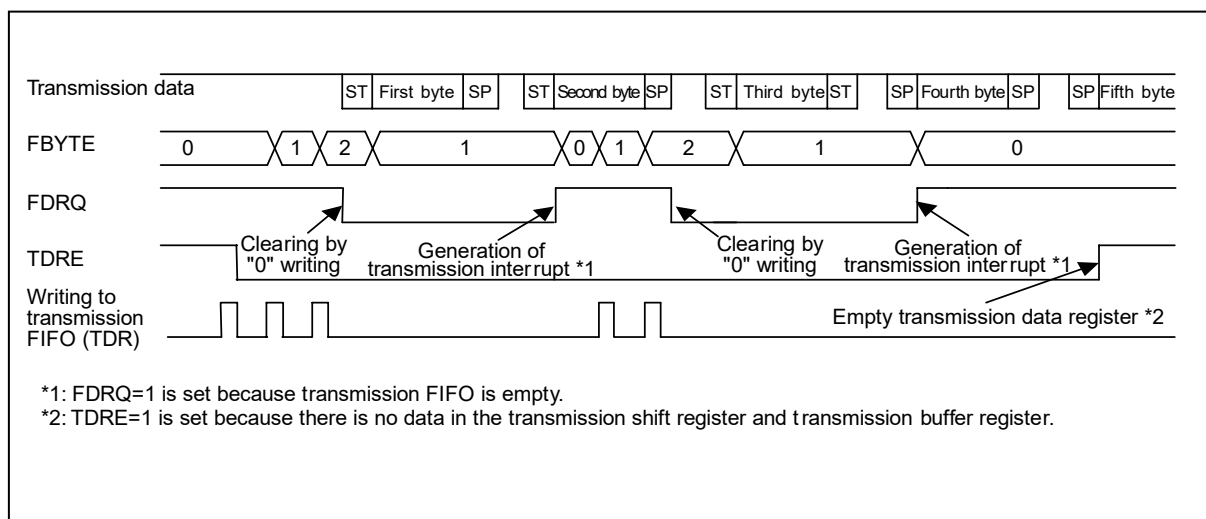 Transmission data
ST First byte SP ST Second byte SP ST Third byte ST SP Fourth byte SP SP Fifth byte
FBYTE
0 1 2 1 0 1 2 1 0
FDRQ
Clearing by
"0" writing
Generation of
transmission interrupt *1
Clearing by
"0" writing
Generation of
transmission interrupt *1
TDRE
Writing to
transmission
FIFO (TDR)
Empty transmission data register *2
*1: FDRQ=1 is set because transmission FIFO is empty.
*2: TDRE=1 is set because there is no data in the transmission shift register and transmission buffer register.